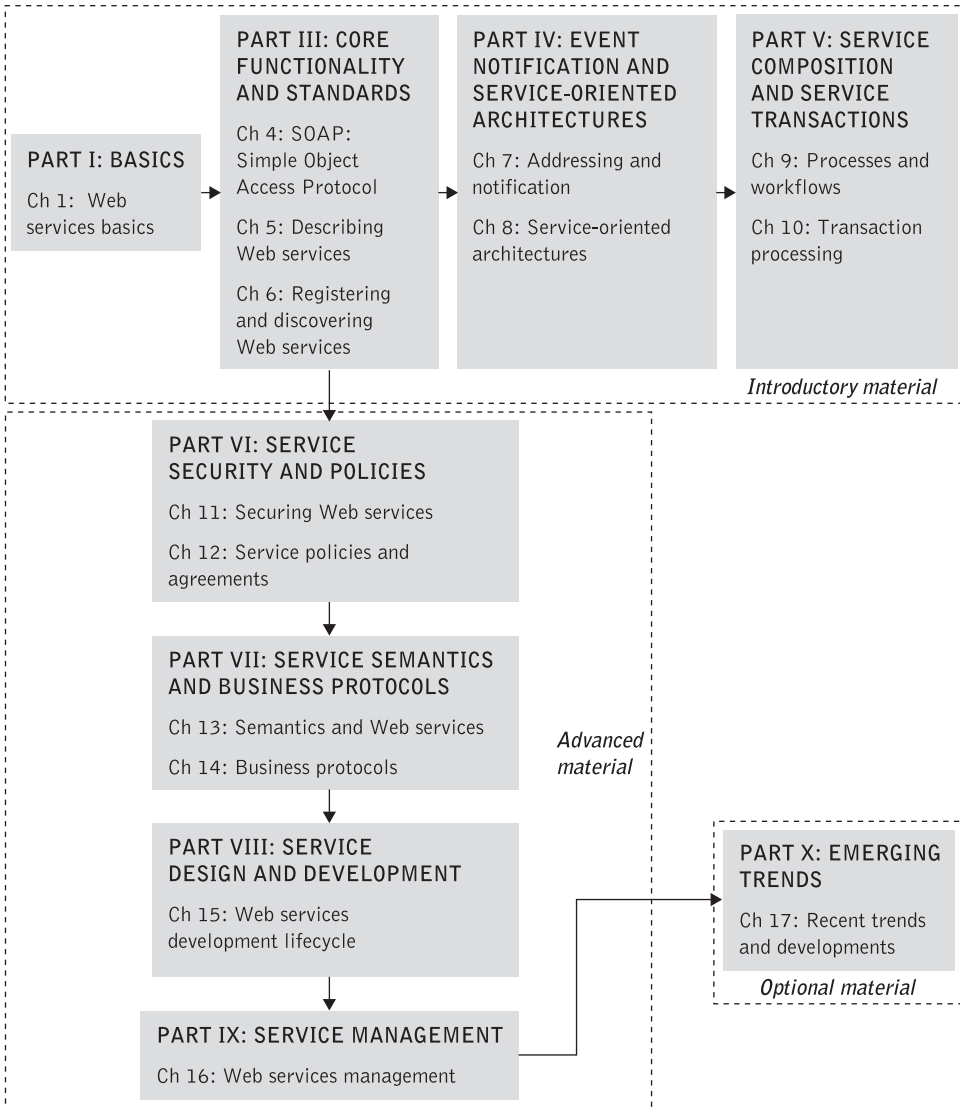 PART I: BASICS
Ch 1: Web
services basics
PART III: CORE
FUNCTIONALITY
AND STANDARDS
Ch 4: SOAP:
Simple Object
Access Protocol
Ch 5: Describing
Web services
Ch 6: Registering
and discovering
Web services
PART IV: EVENT
NOTIFICATION AND
SERVICE-ORIENTED
ARCHITECTURES
Ch 7: Addressing and
notification
Ch 8: Service-oriented
architectures
PART V: SERVICE
COMPOSITION
AND SERVICE
TRANSACTIONS
Ch 9: Processes and
workflows
Ch 10: Transaction
processing
Introductory material
PART VI: SERVICE
SECURITY AND POLICIES
Ch 11: Securing Web services
Ch 12: Service policies and
agreements
PART VII: SERVICE SEMANTICS
AND BUSINESS PROTOCOLS
Ch 13: Semantics and Web services
Ch 14: Business protocols
Advanced
material
PART VIII: SERVICE
DESIGN AND DEVELOPMENT
Ch 15: Web services
development lifecycle
PART IX: SERVICE MANAGEMENT
Ch 16: Web services management
PART X: EMERGING
TRENDS
Ch 17: Recent trends
and developments
Optional material